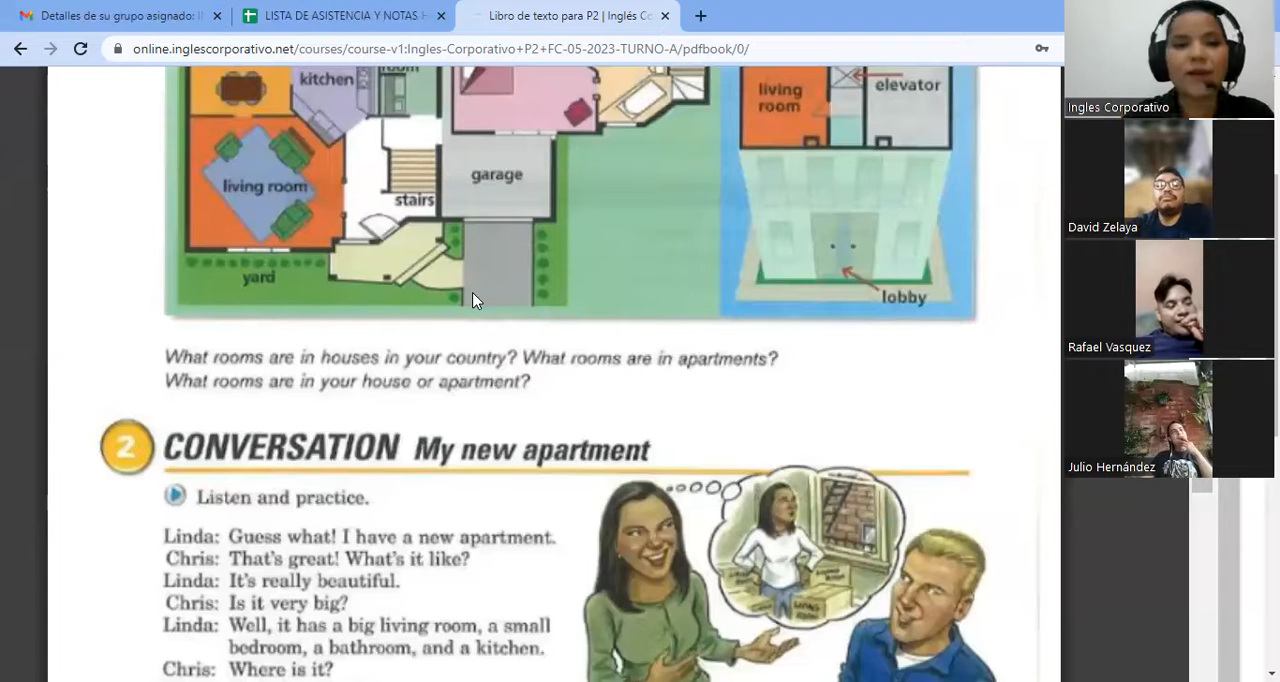 Detalles de su grupo asignado: I
LISTA DE ASISTENCIA Y NOTAS
Libro de texto para P2 | Inglés Co
online.inglescorporativo.net/courses/course-v1:Ingles-Corporativo+P2+FC-05-2023-TURNO-A/pdfbook/0/
kitchen
room
living
room
elevator
living room
stairs
garage
yard
lobby
What rooms are in houses in your country? What rooms are in apartments?
What rooms are in your house or apartment?
2 CONVERSATION My new apartment
Listen and practice.
Linda: Guess what! I have a new apartment.
Chris: That's great! What's it like?
Linda: It's really beautiful.
Chris: Is it very big?
Linda: Well, it has a big living room, a small
bedroom, a bathroom, and a kitchen.
Chris: Where is it?
LIVING
ROOM
Ingles Corporativo
David Zelaya
Rafael Vasquez
Julio Hernández